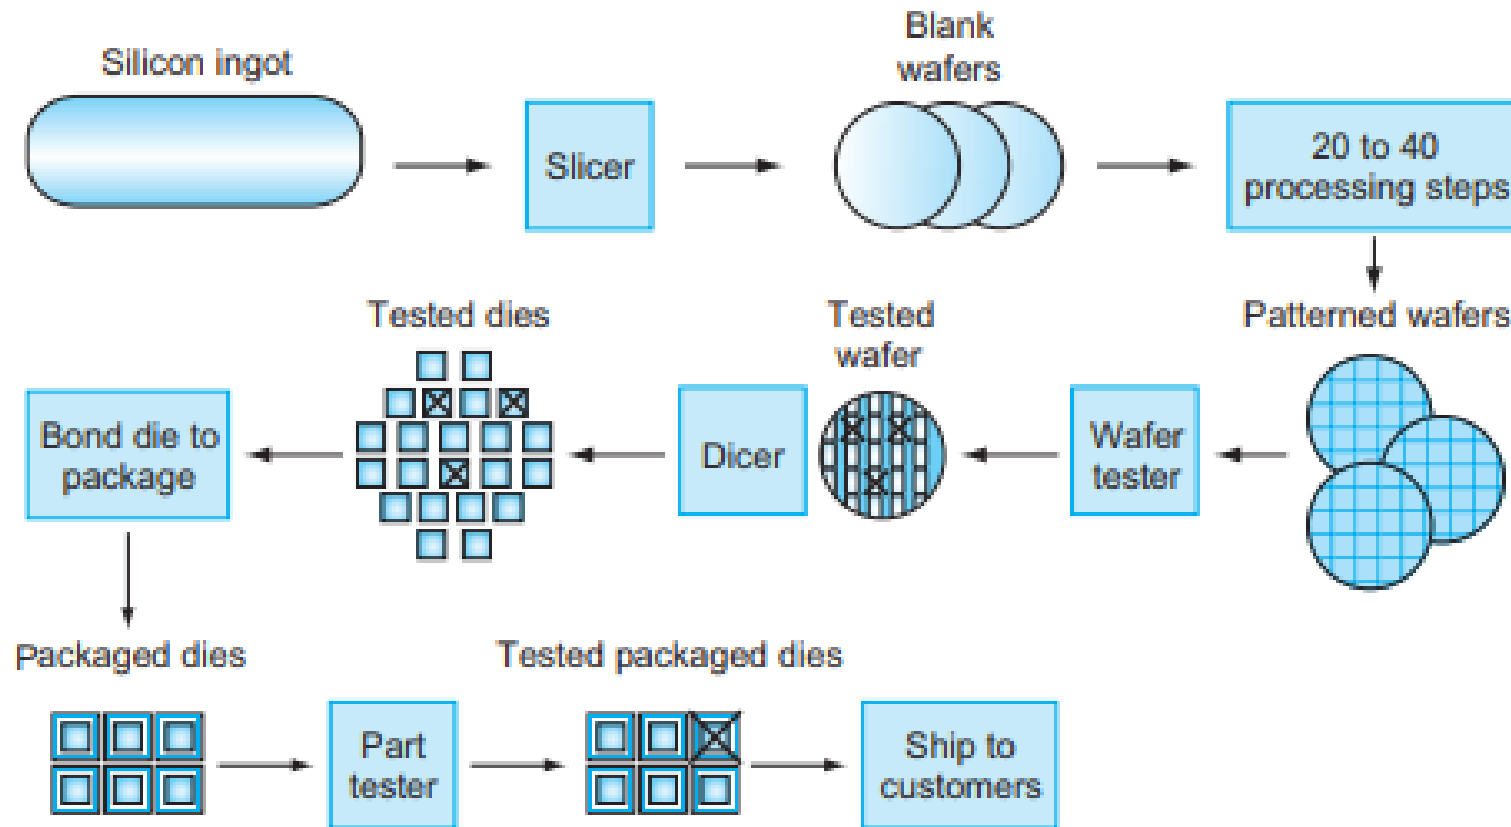 Silicon ingot
Slicer
Blank
wafers
20 to 40
processing steps
Tested dies
Tested
wafer
Patterned wafers
Bond die to
package
Dicer
Wafer
tester
Packaged dies
Tested packaged dies
Part
tester
Ship to
customers